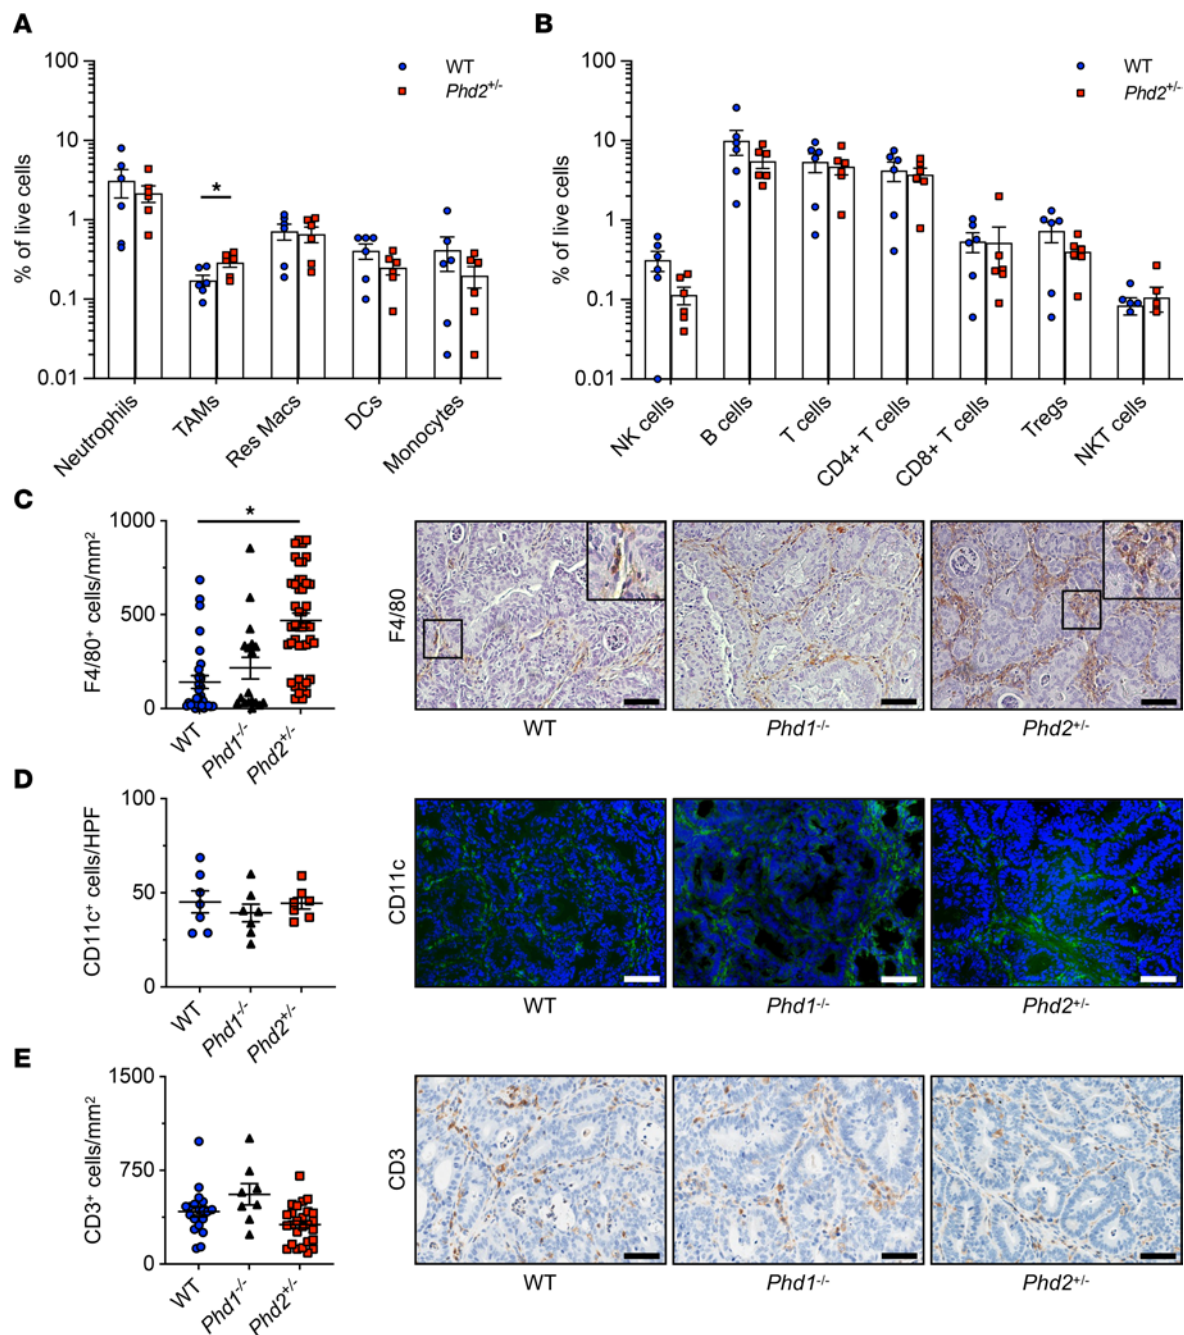 A
B
100
10
1
0.1
0.01
% of live cells
WT
Phd2+/-
*
Neutrophils
TAMs
Res Macs
DCs
Monocytes
100
10
1
0.1
0.01
% of live cells
WT
Phd2+/-
NK cells
B cells
T cells
CD4+ T cells
CD8+ T cells
Tregs
NKT cells
C
1000
500
0
F4/80+ cells/mm2
*
WT
Phd1-/-
Phd2+/-
F4/80
WT
Phd1-/-
Phd2+/-
D
100
50
0
CD11c+ cells/HPF
WT
Phd1-/-
Phd2+/-
CD11c
WT
Phd1-/-
Phd2+/-
E
1500
750
0
CD3+ cells/mm2
WT
Phd1-/-
Phd2+/-
CD3
WT
Phd1-/-
Phd2+/-